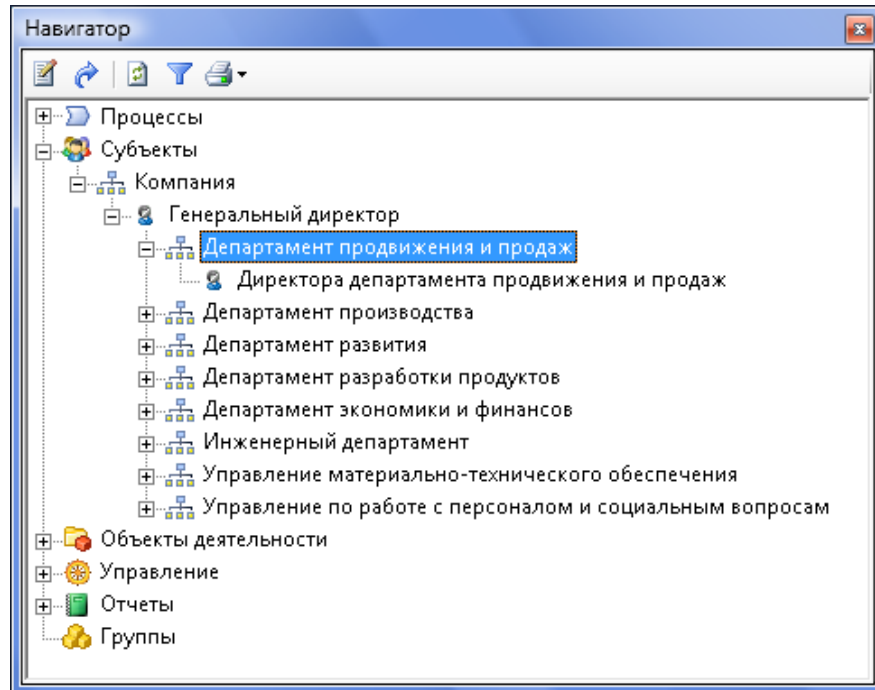 Навигатор
Процессы
Субъекты
Компания
Генеральный директор
Департамент продвижения и продаж
Директора департамента продвижения и продаж
Департамент производства
Департамент развития
Департамент разработки продуктов
Департамент экономики и финансов
Инженерный департамент
Управление материально-технического обеспечения
Управление по работе с персоналом и социальным вопросам
Объекты деятельности
Управление
Отчеты
Группы